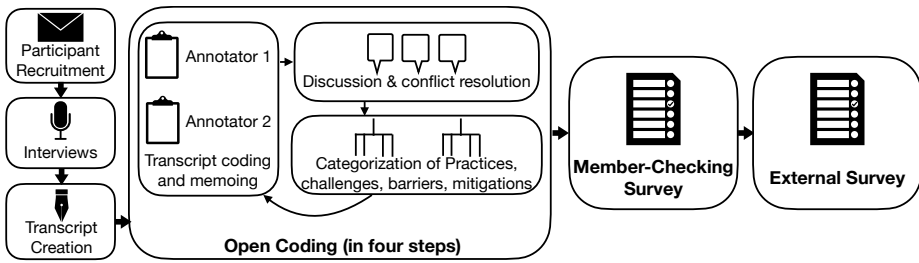 Participant
Recruitment
Interviews
Transcript
Creation
Annotator 1
Annotator 2
Transcript coding
and memoing
Discussion & conflict resolution
Categorization of Practices,
challenges, barriers, mitigations
Open Coding (in four steps)
Member-Checking
Survey
External Survey